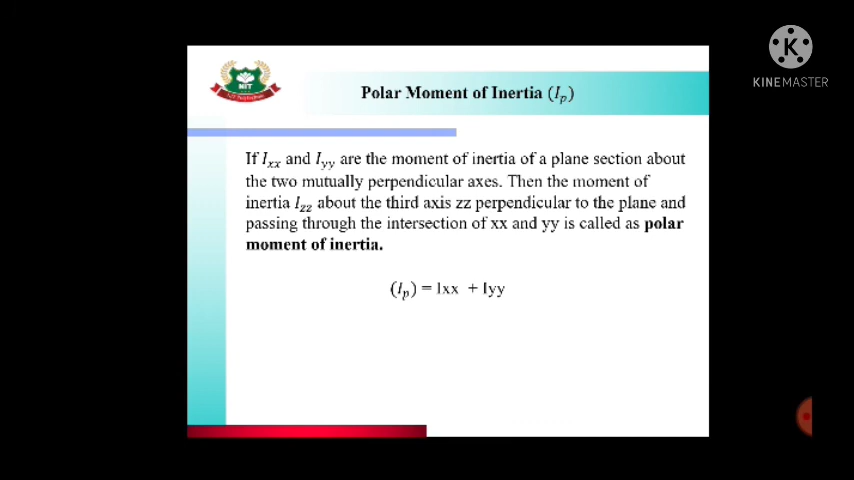 K
KINEMASTER
NIT
Polar Moment of Inertia (Iₚ)
If Iₓₓ and Iyy are the moment of inertia of a plane section about
the two mutually perpendicular axes. Then the moment of
inertia Izz about the third axis zz perpendicular to the plane and
passing through the intersection of xx and yy is called as polar
moment of inertia.
(Iₚ) = Ixx + Iyy